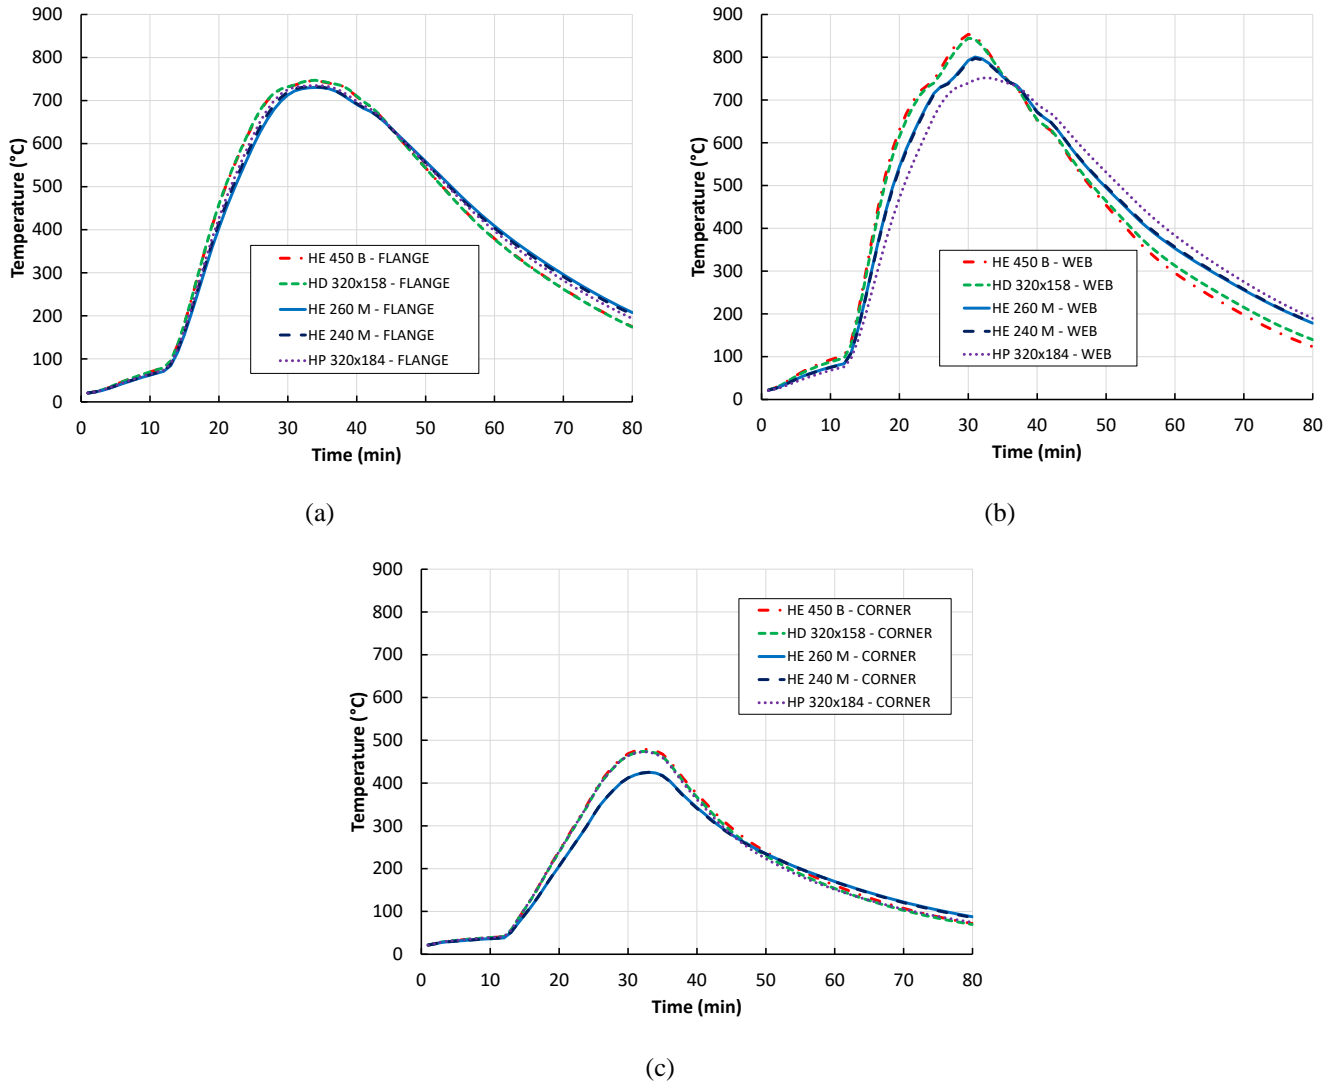 900
800
700
600
500
400
300
200
100
0
Temperature (°C)
HE 450 B - FLANGE
HD 320x158 - FLANGE
HE 260 M - FLANGE
HE 240 M - FLANGE
HP 320x184 - FLANGE
0 10 20 30 40 50 60 70 80
Time (min)
(a)
900
800
700
600
500
400
300
200
100
0
Temperature (°C)
HE 450 B - WEB
HD 320x158 - WEB
HE 260 M - WEB
HE 240 M - WEB
HP 320x184 - WEB
0 10 20 30 40 50 60 70 80
Time (min)
(b)
900
800
700
600
500
400
300
200
100
0
Temperature (°C)
HE 450 B - CORNER
HD 320x158 - CORNER
HE 260 M - CORNER
HE 240 M - CORNER
HP 320x184 - CORNER
0 10 20 30 40 50 60 70 80
Time (min)
(c)